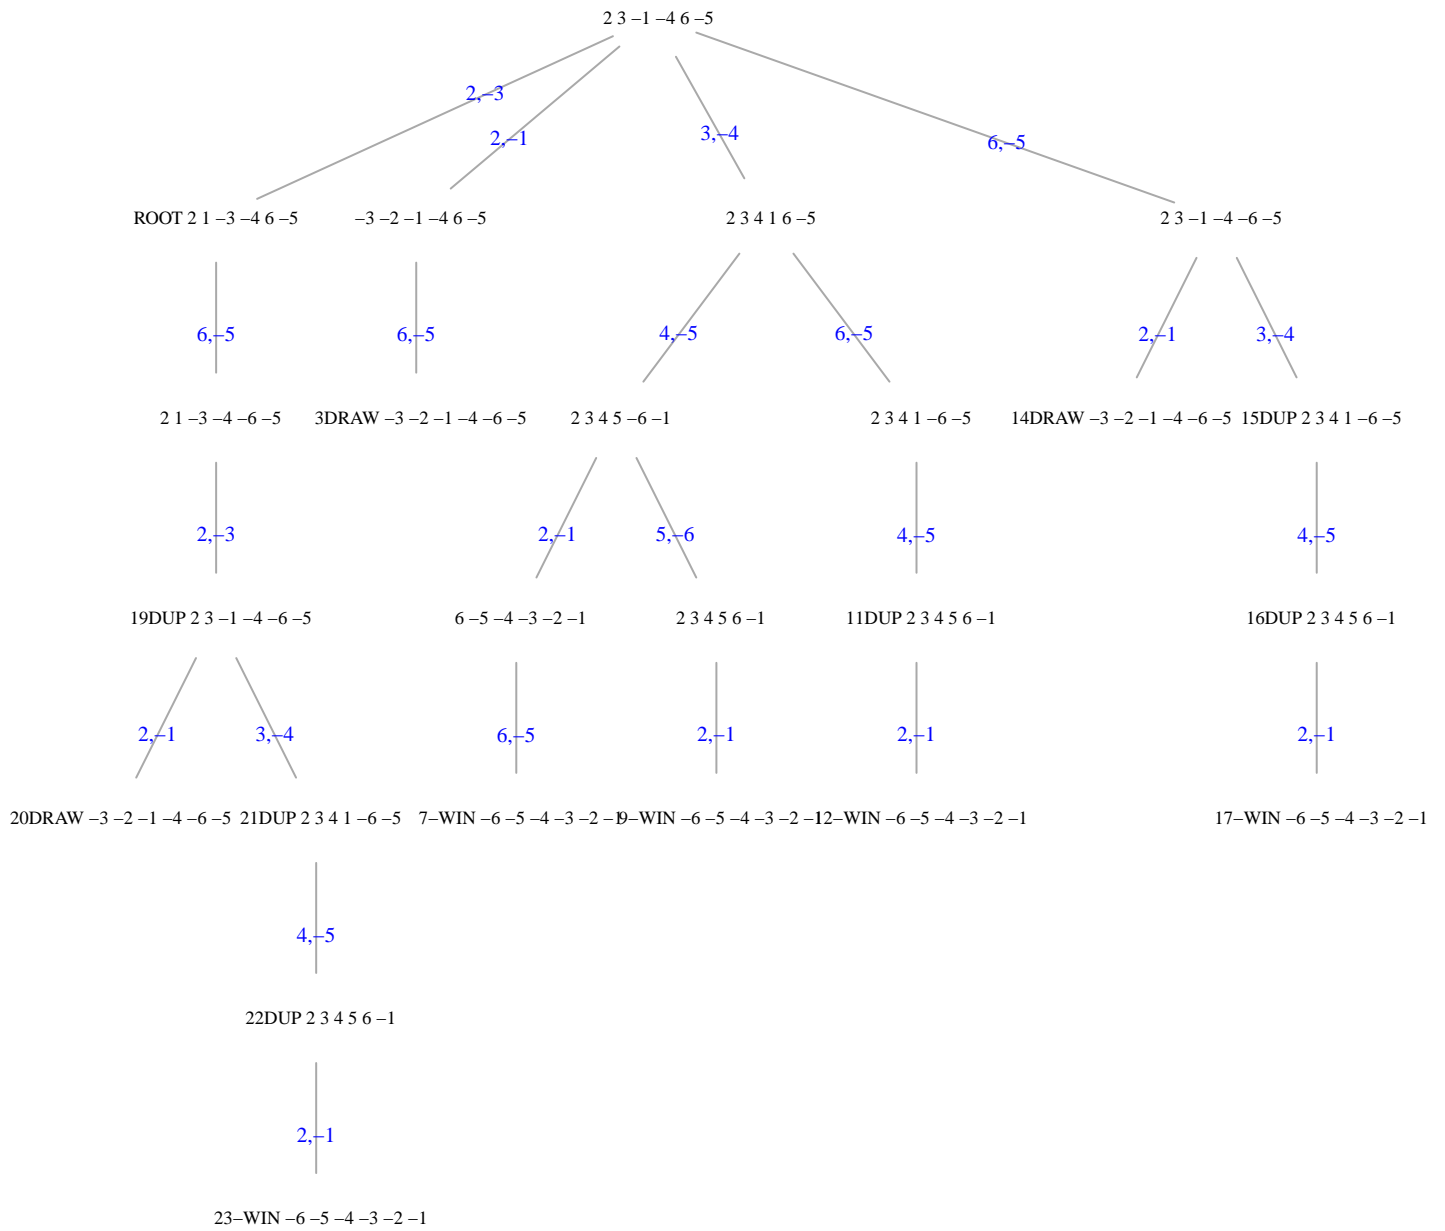 2 3 –1 –4 6 –5
2,–3
2,–1
3,–4
6,–5
ROOT 2 1 –3 –4 6 –5
–3 –2 –1 –4 6 –5
2 3 4 1 6 –5
2 3 –1 –4 –6 –5
6,–5
6,–5
4,–5
6,–5
2,–1
3,–4
2 1 –3 –4 –6 –5
3DRAW –3 –2 –1 –4 –6 –5
2 3 4 5 –6 –1
2 3 4 1 –6 –5
14DRAW –3 –2 –1 –4 –6 –5
15DUP 2 3 4 1 –6 –5
2,–3
2,–1
5,–6
4,–5
4,–5
19DUP 2 3 –1 –4 –6 –5
6 –5 –4 –3 –2 –1
2 3 4 5 6 –1
11DUP 2 3 4 5 6 –1
16DUP 2 3 4 5 6 –1
2,–1
3,–4
6,–5
2,–1
2,–1
2,–1
20DRAW –3 –2 –1 –4 –6 –5
21DUP 2 3 4 1 –6 –5
7–WIN –6 –5 –4 –3 –2 –1
9–WIN –6 –5 –4 –3 –2 –1
12–WIN –6 –5 –4 –3 –2 –1
17–WIN –6 –5 –4 –3 –2 –1
4,–5
22DUP 2 3 4 5 6 –1
2,–1
23–WIN –6 –5 –4 –3 –2 –1